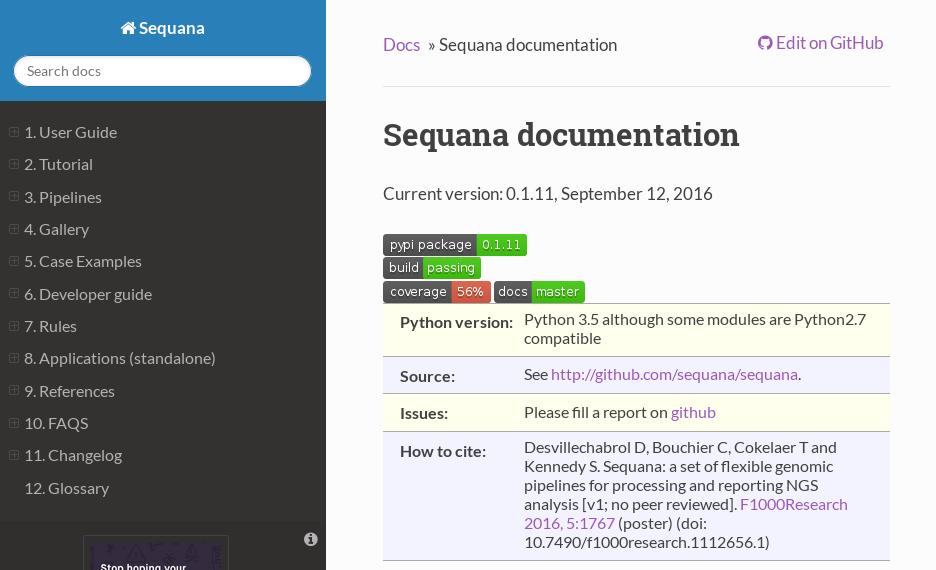 Sequana
Search docs
1. User Guide
2. Tutorial
3. Pipelines
4. Gallery
5. Case Examples
6. Developer guide
7. Rules
8. Applications (standalone)
9. References
10. FAQS
11. Changelog
12. Glossary
Stop hoping your
Docs » Sequana documentation
Edit on GitHub
Sequana documentation
Current version: 0.1.11, September 12, 2016
pypi package 0.1.11
build passing
coverage 56% docs master
Python version: Python 3.5 although some modules are Python2.7
compatible
Source: See http://github.com/sequana/sequana.
Issues: Please fill a report on github
How to cite: Desvillechabrol D, Bouchier C, Cokelaer T and
Kennedy S. Sequana: a set of flexible genomic
pipelines for processing and reporting NGS
analysis [v1; no peer reviewed]. F1000Research
2016, 5:1767 (poster) (doi:
10.7490/f1000research.1112656.1)